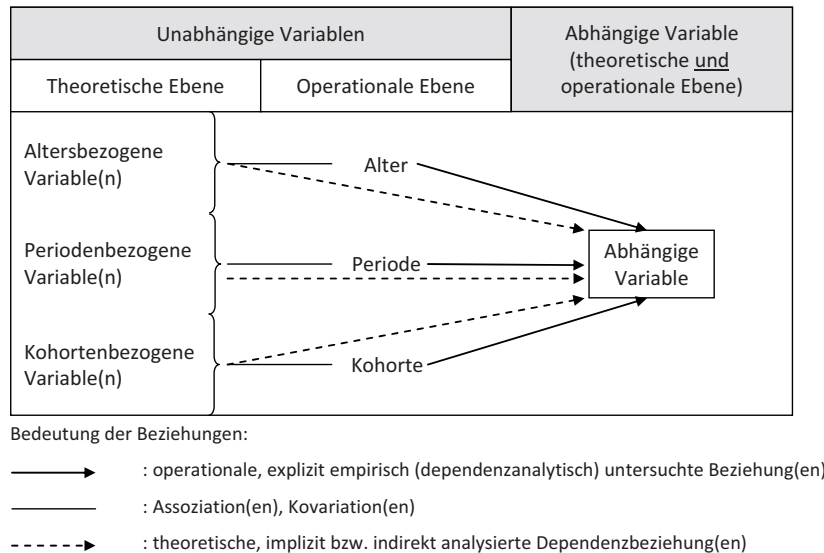 Unabhängige Variablen
Abhängige Variable
(theoretische und
operationale Ebene)
Theoretische Ebene
Operationale Ebene
Altersbezogene
Variable(n)
Alter
Periodenbezogene
Variable(n)
Periode
Abhängige
Variable
Kohortenbezogene
Variable(n)
Kohorte
Bedeutung der Beziehungen:
: operationale, explizit empirisch (dependenzanalytisch) untersuchte Beziehung(en)
: Assoziation(en), Kovariation(en)
: theoretische, implizit bzw. indirekt analysierte Dependenzbeziehung(en)